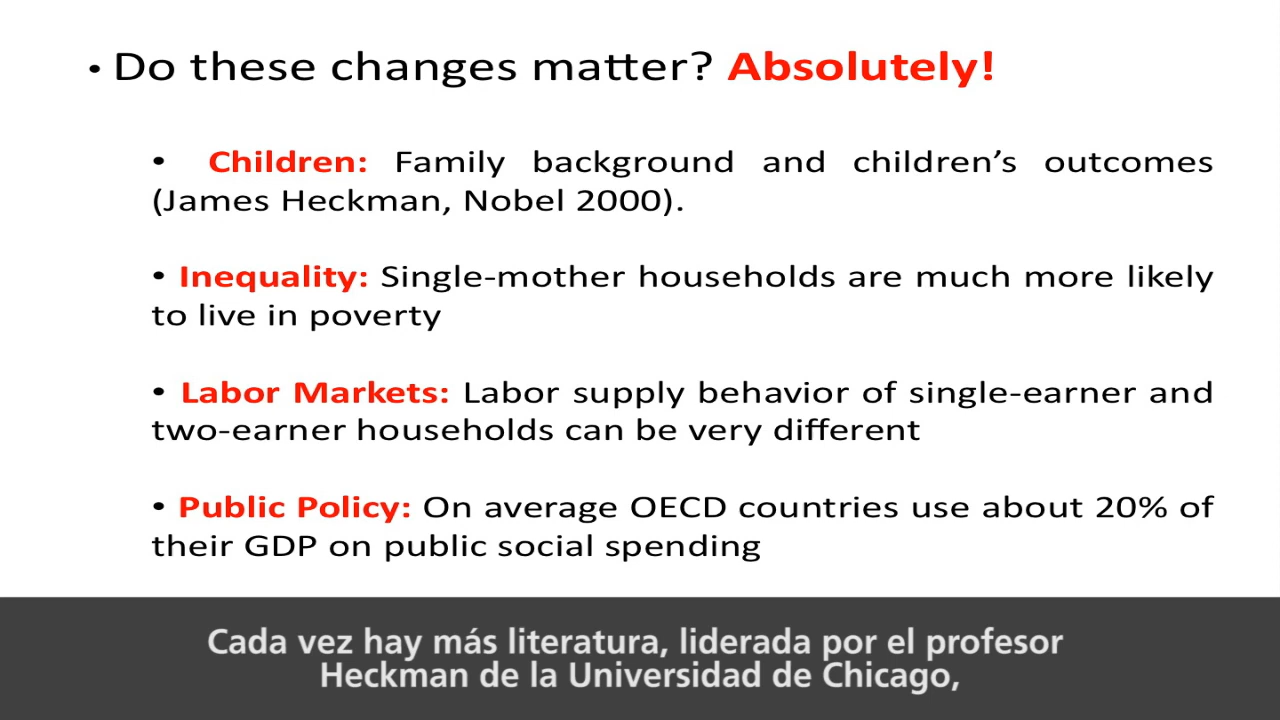 • Do these changes matter? Absolutely!
• Children: Family background and children’s outcomes
(James Heckman, Nobel 2000).
• Inequality: Single-mother households are much more likely
to live in poverty
• Labor Markets: Labor supply behavior of single-earner and
two-earner households can be very different
• Public Policy: On average OECD countries use about 20% of
their GDP on public social spending
Cada vez hay más literatura, liderada por el profesor
Heckman de la Universidad de Chicago,